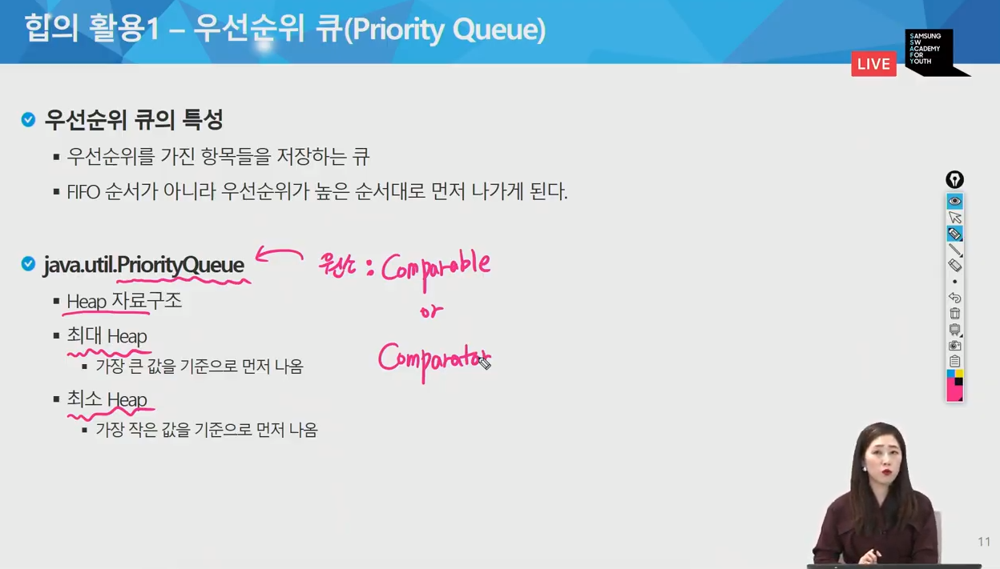 힙의 활용1 – 우선순위 큐(Priority Queue)
SAMSUNG
SW
ACADEMY
FOR
YOUTH
LIVE
우선순위 큐의 특성
우선순위를 가진 항목들을 저장하는 큐
FIFO 순서가 아니라 우선순위가 높은 순서대로 먼저 나가게 된다.
java.util.PriorityQueue
원소 : Comparable
or
Comparator
Heap 자료구조
최대 Heap
가장 큰 값을 기준으로 먼저 나옴
최소 Heap
가장 작은 값을 기준으로 먼저 나옴
11